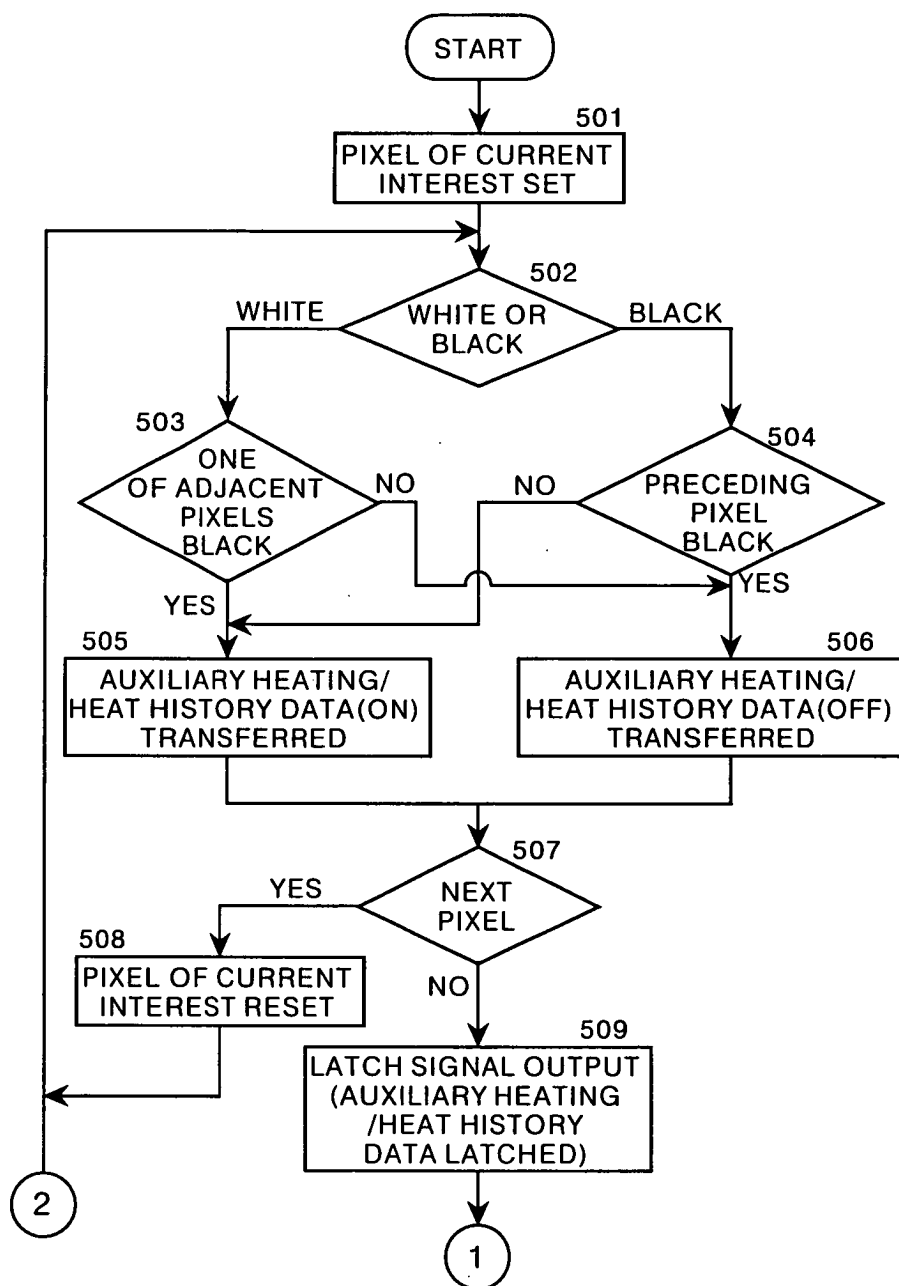 START
501
PIXEL OF CURRENT
INTEREST SET
502
WHITE
WHITE OR
BLACK
BLACK
503
ONE
OF ADJACENT
PIXELS
BLACK
NO
504
NO
PRECEDING
PIXEL
BLACK
YES
YES
505
AUXILIARY HEATING/
HEAT HISTORY DATA(ON)
TRANSFERRED
506
AUXILIARY HEATING/
HEAT HISTORY DATA(OFF)
TRANSFERRED
507
YES
NEXT
PIXEL
508
PIXEL OF CURRENT
INTEREST RESET
NO
509
LATCH SIGNAL OUTPUT
(AUXILIARY HEATING
/HEAT HISTORY
DATA LATCHED)
2
1